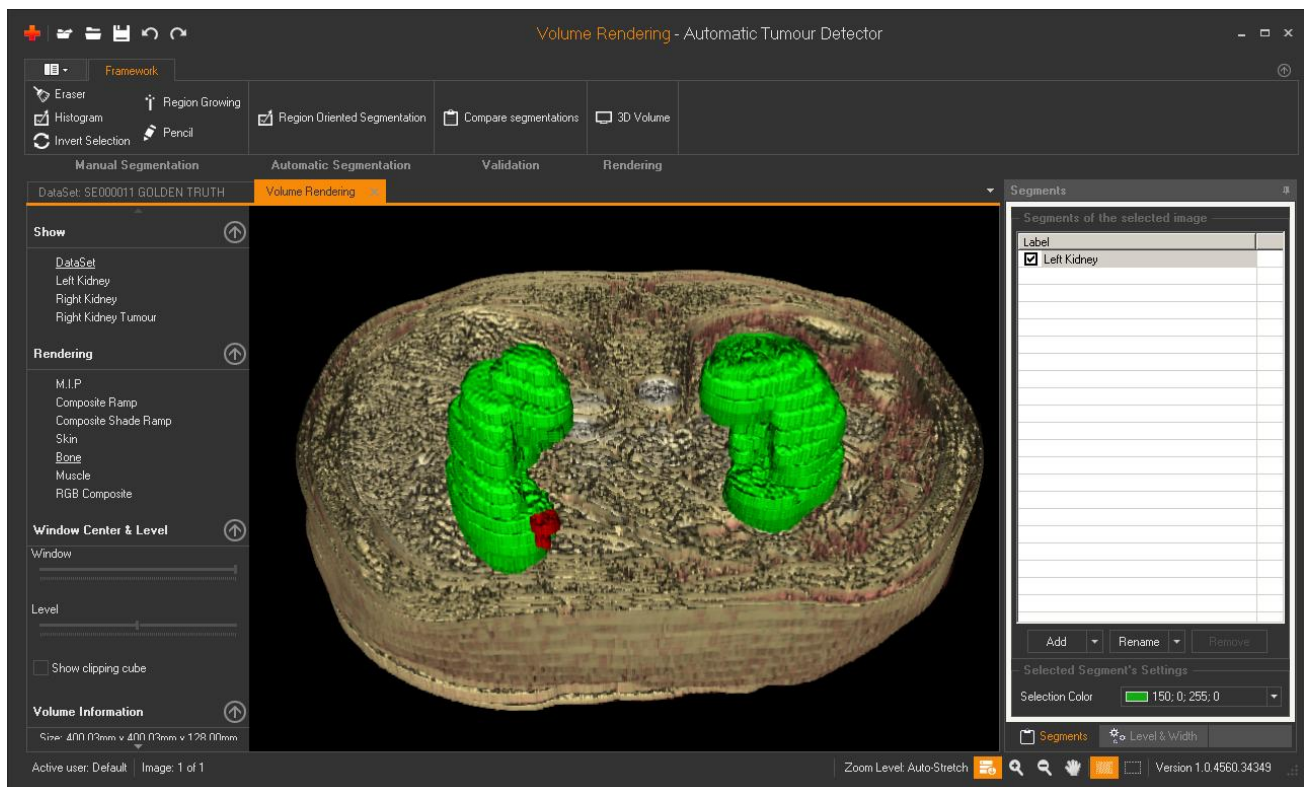 Volume Rendering - Automatic Tumour Detector
Framework
Eraser
Histogram
Invert Selection
Region Growing
Pencil
Manual Segmentation
Region Oriented Segmentation
Automatic Segmentation
Compare segmentations
Validation
3D Volume
Rendering
DataSet: SE000011 GOLDEN TRUTH
Volume Rendering
Show
DataSet
Left Kidney
Right Kidney
Right Kidney Tumour
Rendering
M.I.P
Composite Ramp
Composite Shade Ramp
Skin
Bone
Muscle
RGB Composite
Window Center & Level
Window
Level
Show clipping cube
Volume Information
Size: 400.03mm x 400.03mm x 128.00mm
Segments
Segments of the selected image
Label
Left Kidney
Add
Rename
Remove
Selected Segment's Settings
Selection Color
150; 0; 255; 0
Segments
Level & Width
Active user: Default
Image: 1 of 1
Zoom Level: Auto-Stretch
Version 1.0.4560.34349